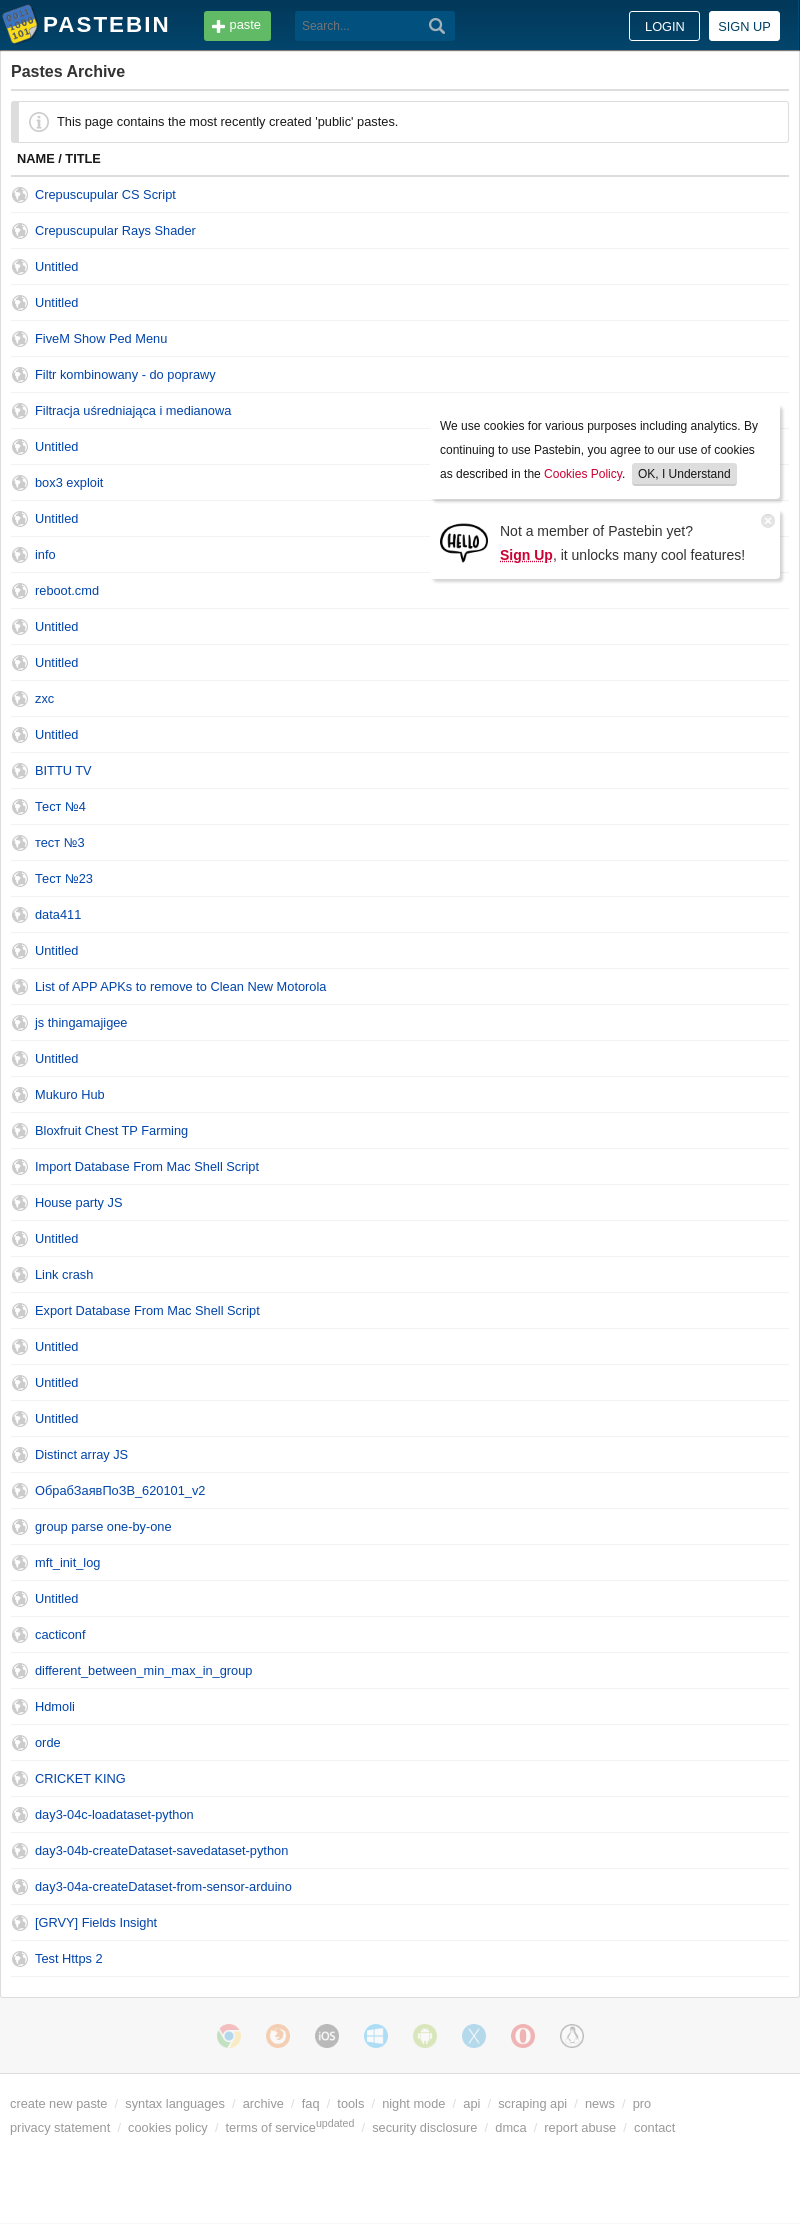 PASTEBIN paste Search... LOGIN SIGN UP
Pastes Archive
This page contains the most recently created 'public' pastes.
NAME / TITLE
Crepuscupular CS Script
Crepuscupular Rays Shader
Untitled
Untitled
FiveM Show Ped Menu
Filtr kombinowany - do poprawy
Filtracja uśredniająca i medianowa
Untitled
box3 exploit
Untitled
info
reboot.cmd
Untitled
Untitled
zxc
Untitled
BITTU TV
Тест №4
тест №3
Тест №23
data411
Untitled
List of APP APKs to remove to Clean New Motorola
js thingamajigee
Untitled
Mukuro Hub
Bloxfruit Chest TP Farming
Import Database From Mac Shell Script
House party JS
Untitled
Link crash
Export Database From Mac Shell Script
Untitled
Untitled
Untitled
Distinct array JS
ОбрабЗаявПоЗВ_620101_v2
group parse one-by-one
mft_init_log
Untitled
cacticonf
different_between_min_max_in_group
Hdmoli
orde
CRICKET KING
day3-04c-loadataset-python
day3-04b-createDataset-savedataset-python
day3-04a-createDataset-from-sensor-arduino
[GRVY] Fields Insight
Test Https 2
We use cookies for various purposes including analytics. By
continuing to use Pastebin, you agree to our use of cookies
as described in the Cookies Policy. OK, I Understand
HELLO
Not a member of Pastebin yet?
Sign Up, it unlocks many cool features!
iOS
create new paste / syntax languages / archive / faq / tools / night mode / api / scraping api / news / pro
privacy statement / cookies policy / terms of service updated / security disclosure / dmca / report abuse / contact